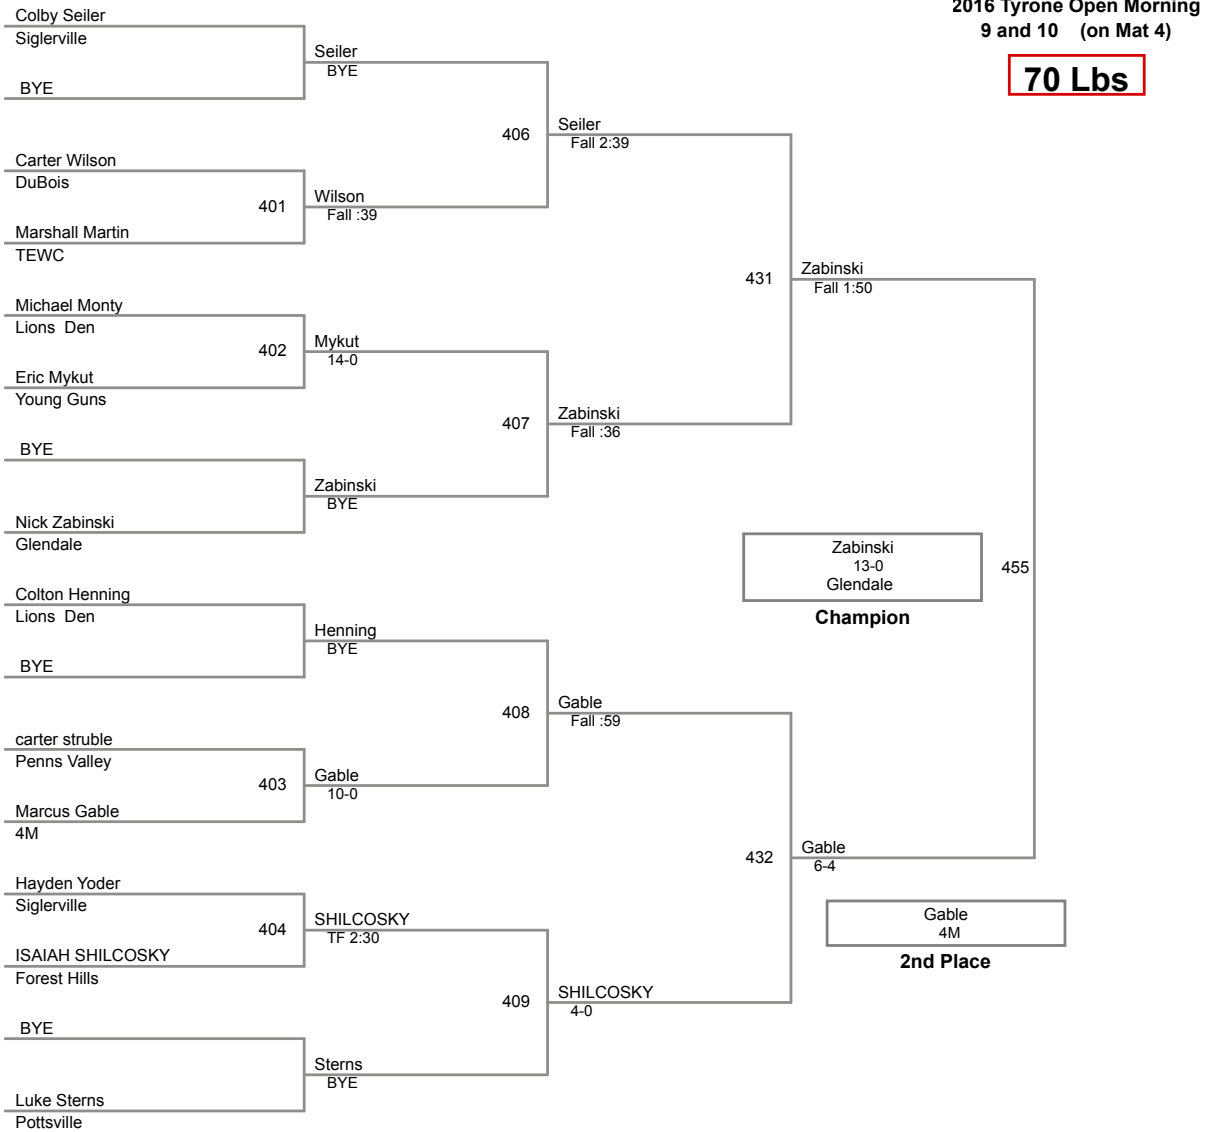 2016 Tyrone Open Morning
9 and 10 (on Mat 4)
70 Lbs
Colby Seiler
Siglerville
BYE
Seiler
BYE
Carter Wilson
DuBois
401
Marshall Martin
TEWC
Wilson
Fall :39
406
Seiler
Fall 2:39
Michael Monty
Lions Den
402
Eric Mykut
Young Guns
Mykut
14-0
BYE
Nick Zabinski
Glendale
Zabinski
BYE
407
Zabinski
Fall :36
431
Zabinski
Fall 1:50
Colton Henning
Lions Den
BYE
Henning
BYE
carter struble
Penns Valley
403
Marcus Gable
4M
Gable
10-0
408
Gable
Fall :59
Hayden Yoder
Siglerville
404
ISAIAH SHILCOSKY
Forest Hills
SHILCOSKY
TF 2:30
BYE
Luke Sterns
Pottsville
Sterns
BYE
409
SHILCOSKY
4-0
432
Gable
6-4
455
Zabinski
13-0
Glendale
Champion
Gable
4M
2nd Place